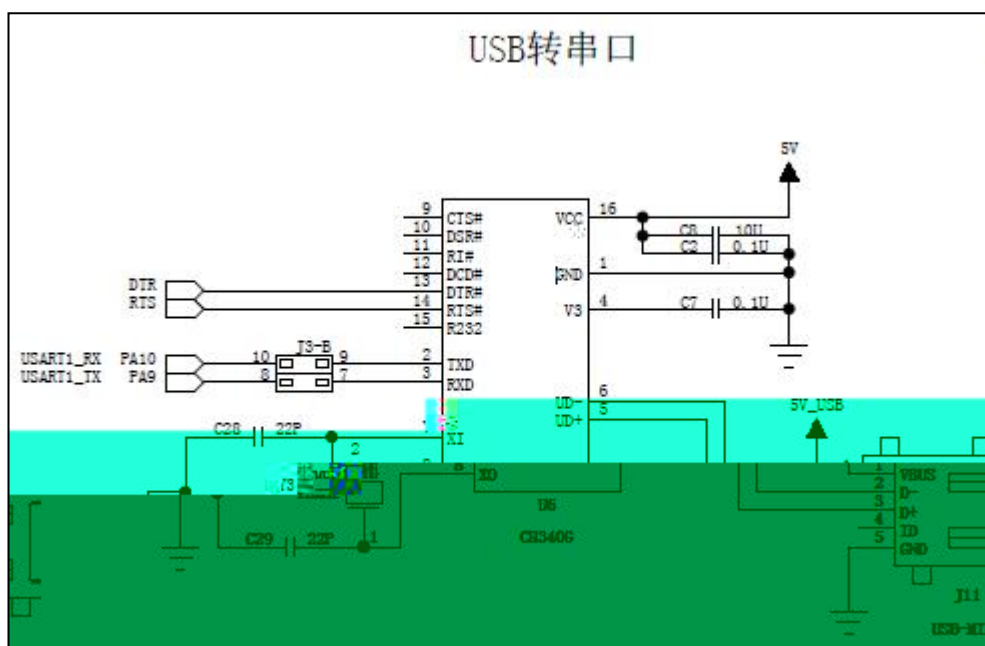 USB转串口
5V
9 CTS#
10 DSR#
11 RI#
12 DCD#
13 DTR#
14 RTS#
15 R232
2 TXD
3 RXD
XI
8 XO
VCC 16
GND 1
V3 4
UD- 6
UD+ 5
C8 10U
C2 0.1U
C7 0.1U
DTR
RTS
J3-B
USART1_RX PA10 10 9
USART1_TX PA9 8 7
5V_USB
C28 22P
2
C29 22P 1
U6
CH340G
1 VBUS
2 D-
3 D+
4 ID
5 GND
J11